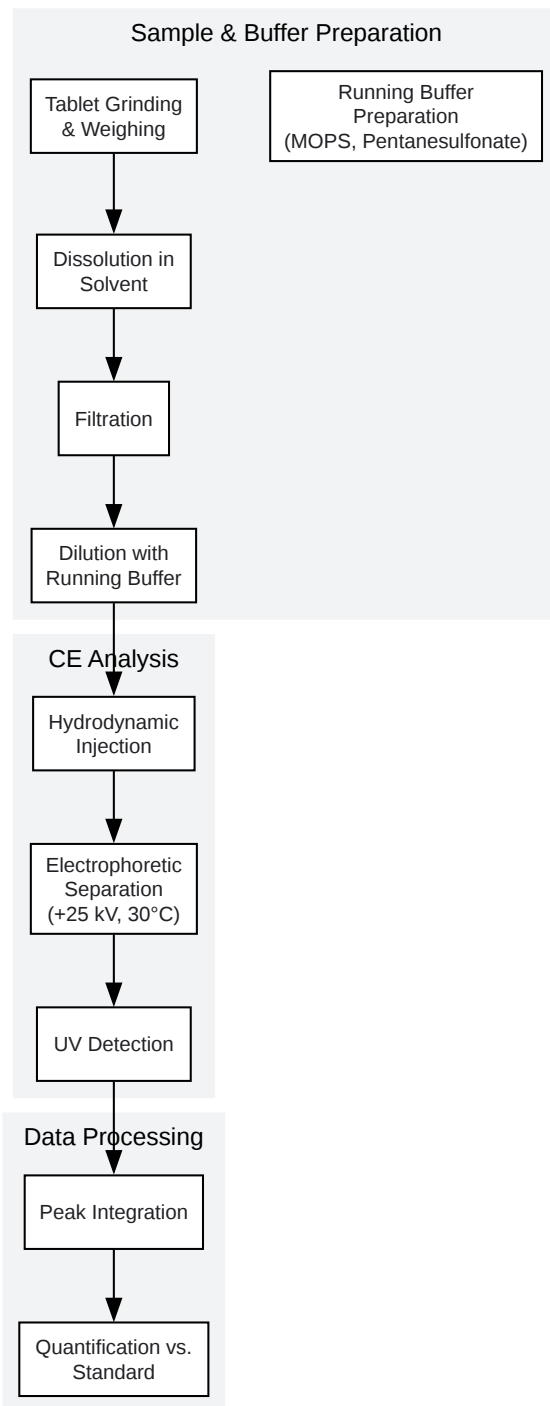 Sample & Buffer Preparation
Tablet Grinding
& Weighing
Running Buffer
Preparation
(MOPS, Pentanesulfonate)
Dissolution in
Solvent
Filtration
Dilution with
Running Buffer
CE Analysis
Hydrodynamic
Injection
Electrophoretic
Separation
(+25 kV, 30°C)
UV Detection
Data Processing
Peak Integration
Quantification vs.
Standard